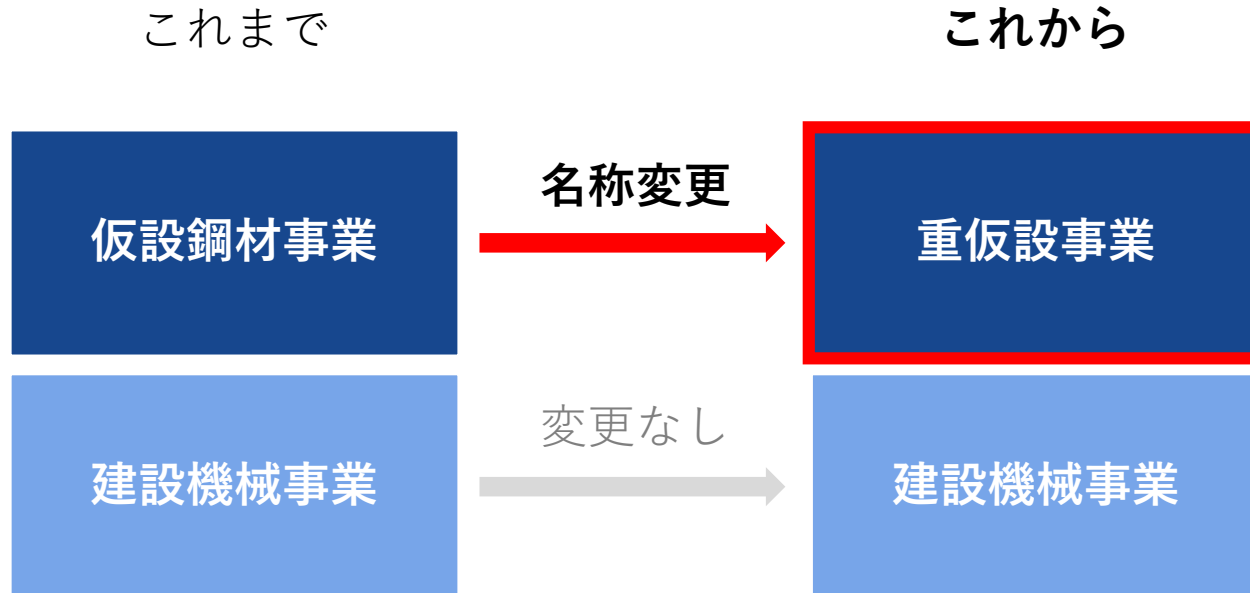 これまで
これから
仮設鋼材事業
名称変更
重仮設事業
建設機械事業
変更なし
建設機械事業